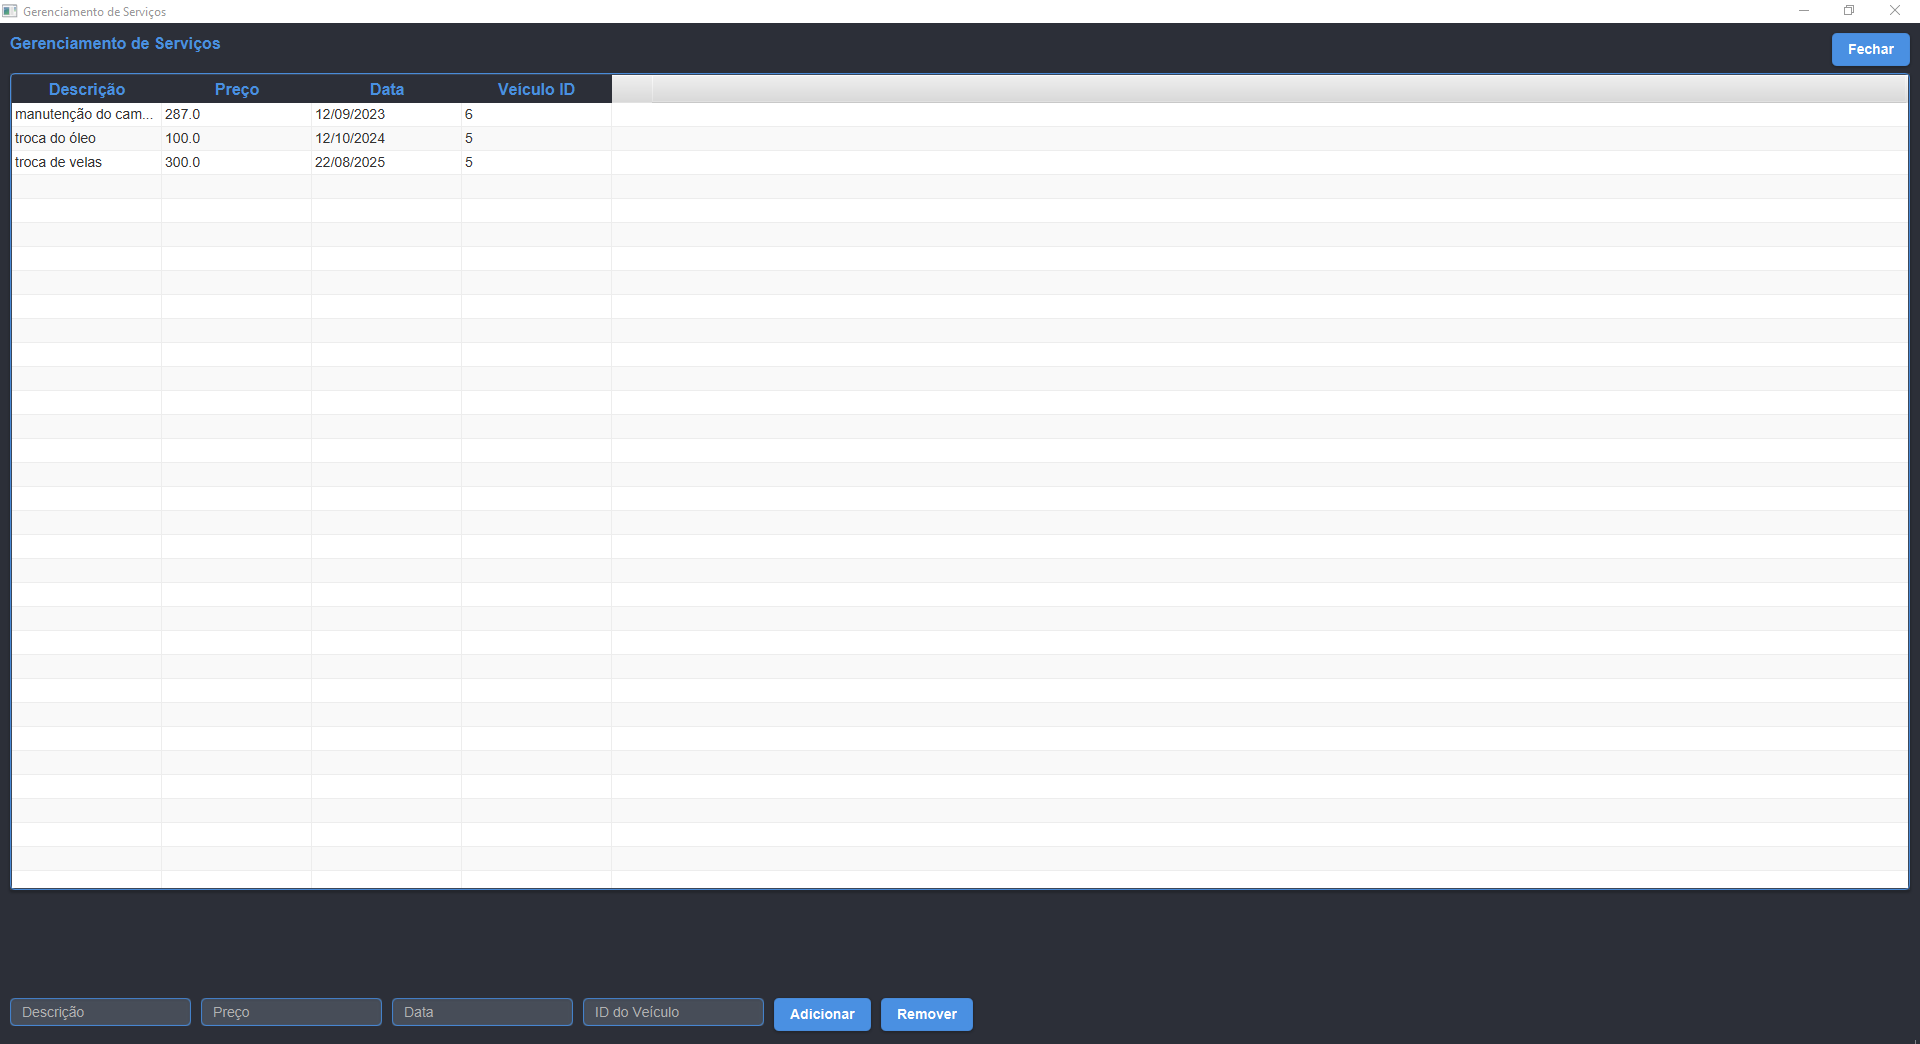 Gerenciamento de Serviços
Gerenciamento de Serviços
Fechar
Descrição Preço Data Veículo ID
manutenção do cam... 287.0 12/09/2023 6
troca do óleo 100.0 12/10/2024 5
troca de velas 300.0 22/08/2025 5
Descrição Preço Data ID do Veículo Adicionar Remover